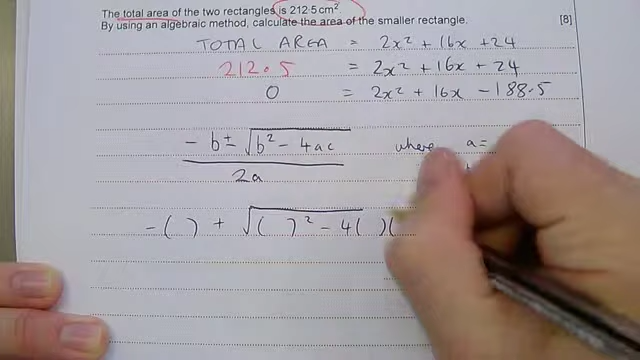 The total area of the two rectangles is 212·5 cm².
By using an algebraic method, calculate the area of the smaller rectangle. [8]
TOTAL AREA = 2x² + 16x + 24
212.5 = 2x² + 16x + 24
0 = 2x² + 16x - 188.5
- b ± √b² - 4ac
2a
where a =
-( ) + √( )² - 4( )(